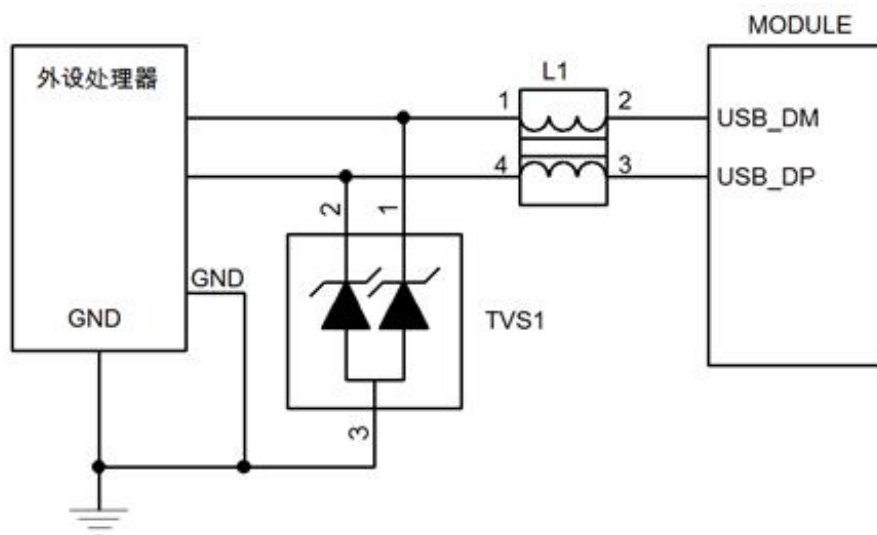 MODULE
外设处理器
L1
1
2
USB_DM
4
3
USB_DP
2
1
GND
GND
TVS1
3